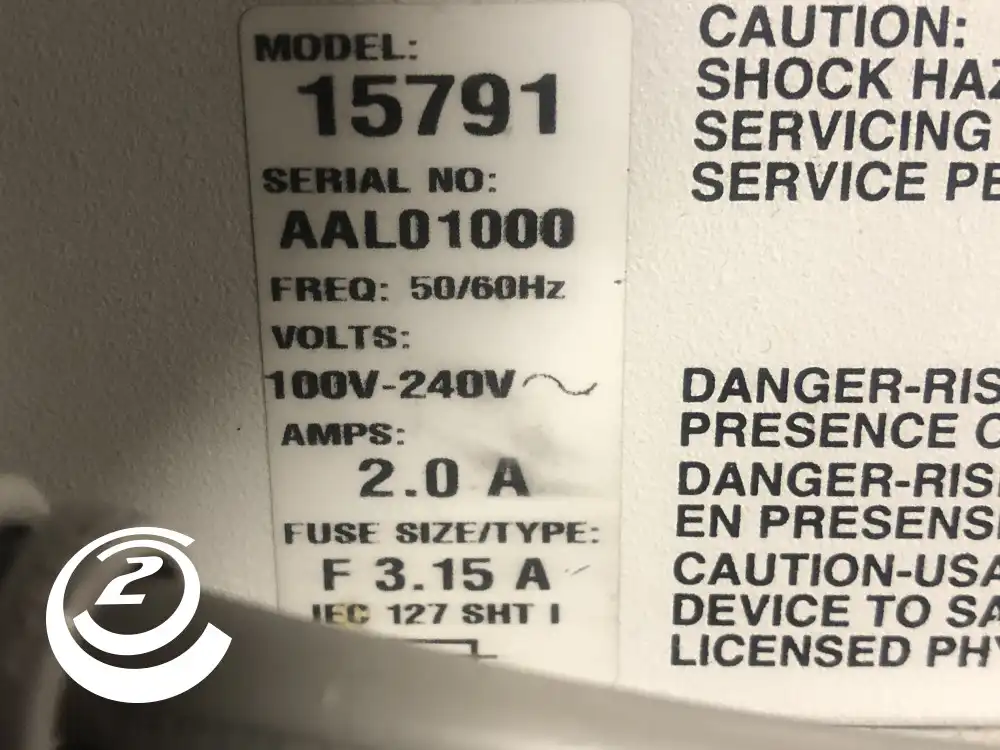 MODEL:
15791
SERIAL NO:
AAL01000
FREQ: 50/60Hz
VOLTS:
100V-240V~
AMPS:
2.0 A
FUSE SIZE/TYPE:
F 3.15 A
IEC 127 SHT I
CAUTION:
SHOCK HAZ
SERVICING
SERVICE PE
DANGER-RIS
PRESENCE O
DANGER-RIS
EN PRESENS
CAUTION-USA
DEVICE TO SA
LICENSED PHY
2